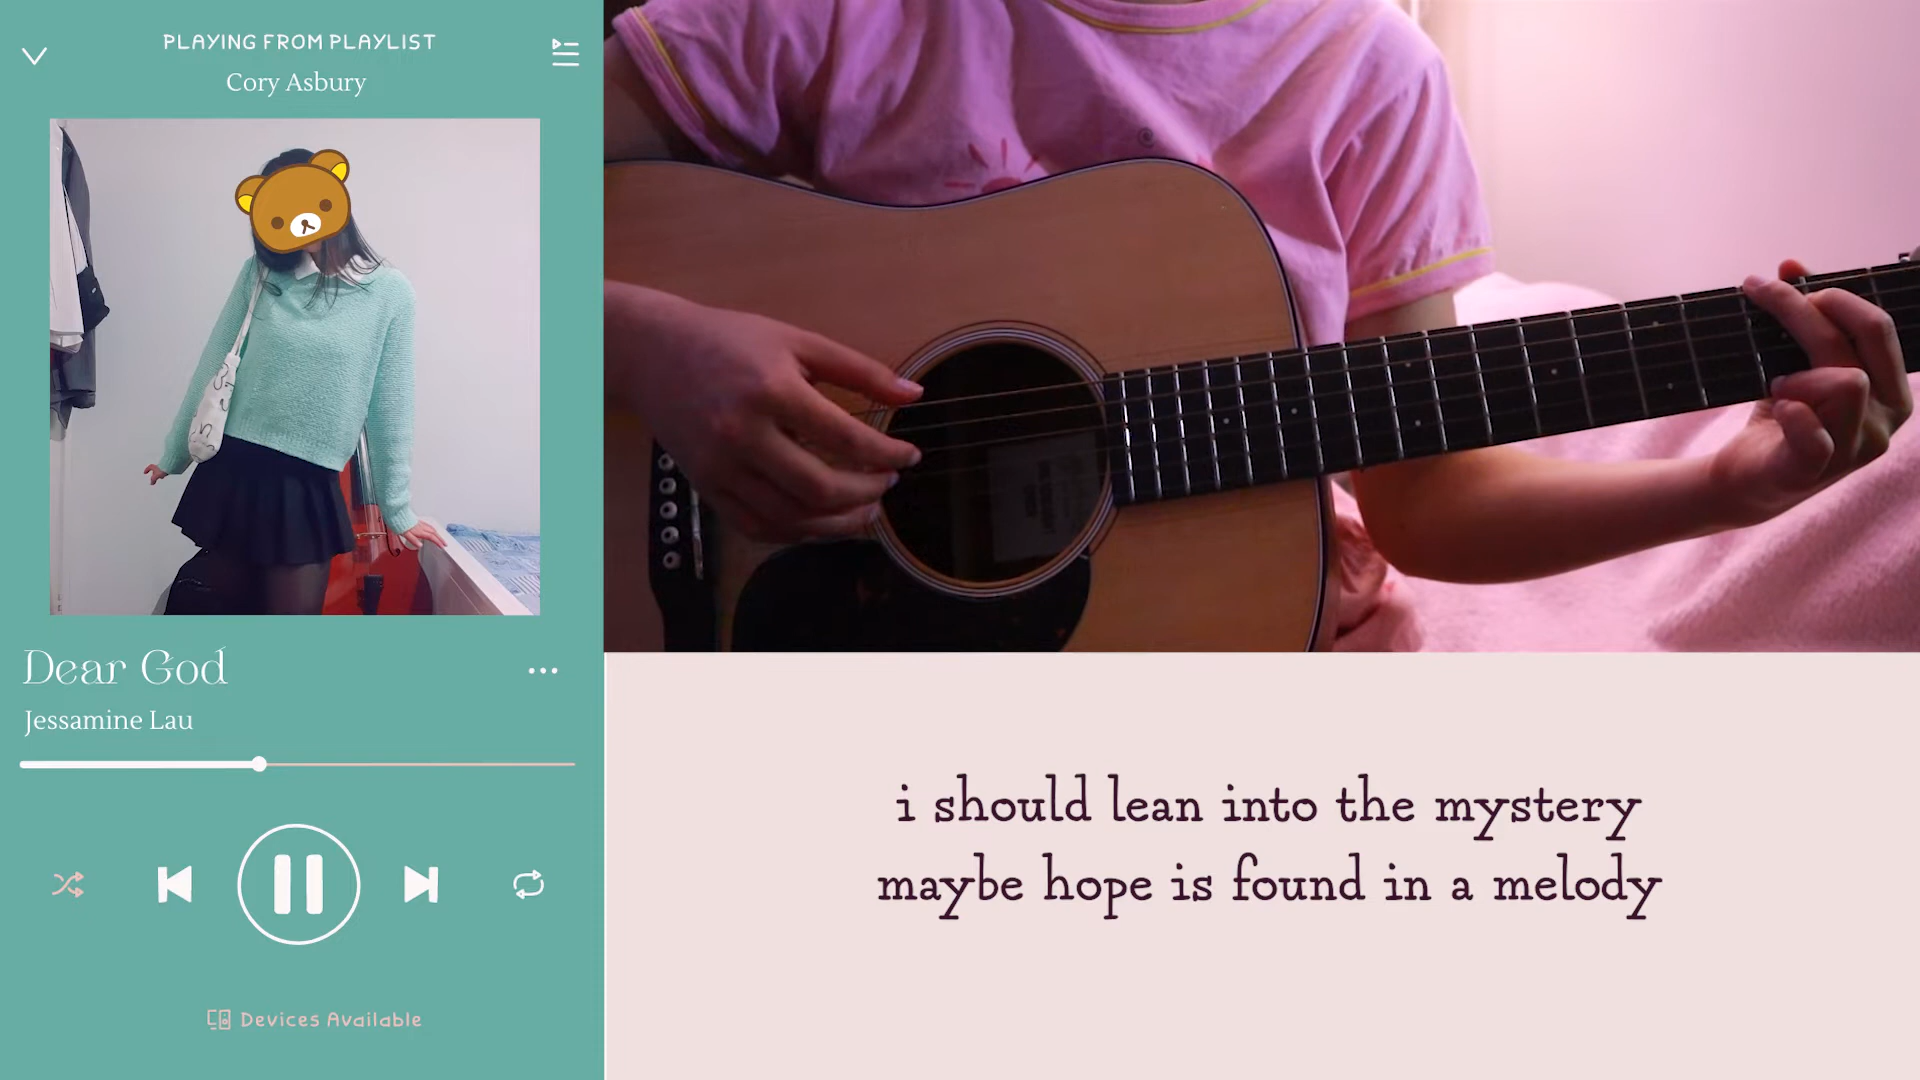 PLAYING FROM PLAYLIST
Cory Asbury
Dear God
Jessamine Lau
Devices Available
i should lean into the mystery
maybe hope is found in a melody